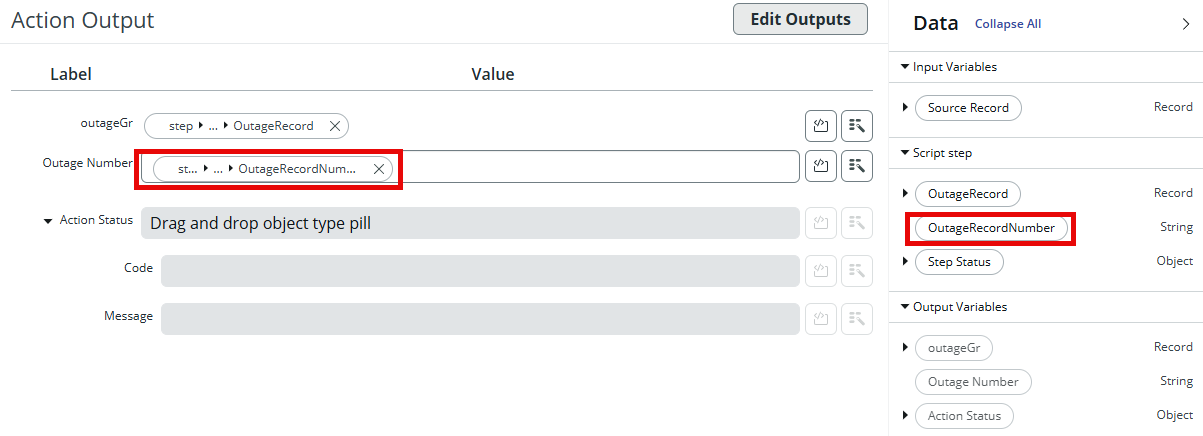 Action Output
Edit Outputs
Label
Value
outageGr
step ... OutageRecord
Outage Number
st... ... OutageRecordNum...
Action Status
Drag and drop object type pill
Code
Message
Data
Collapse All
Input Variables
Source Record
Record
Script step
OutageRecord
Record
OutageRecordNumber
String
Step Status
Object
Output Variables
outageGr
Record
Outage Number
String
Action Status
Object